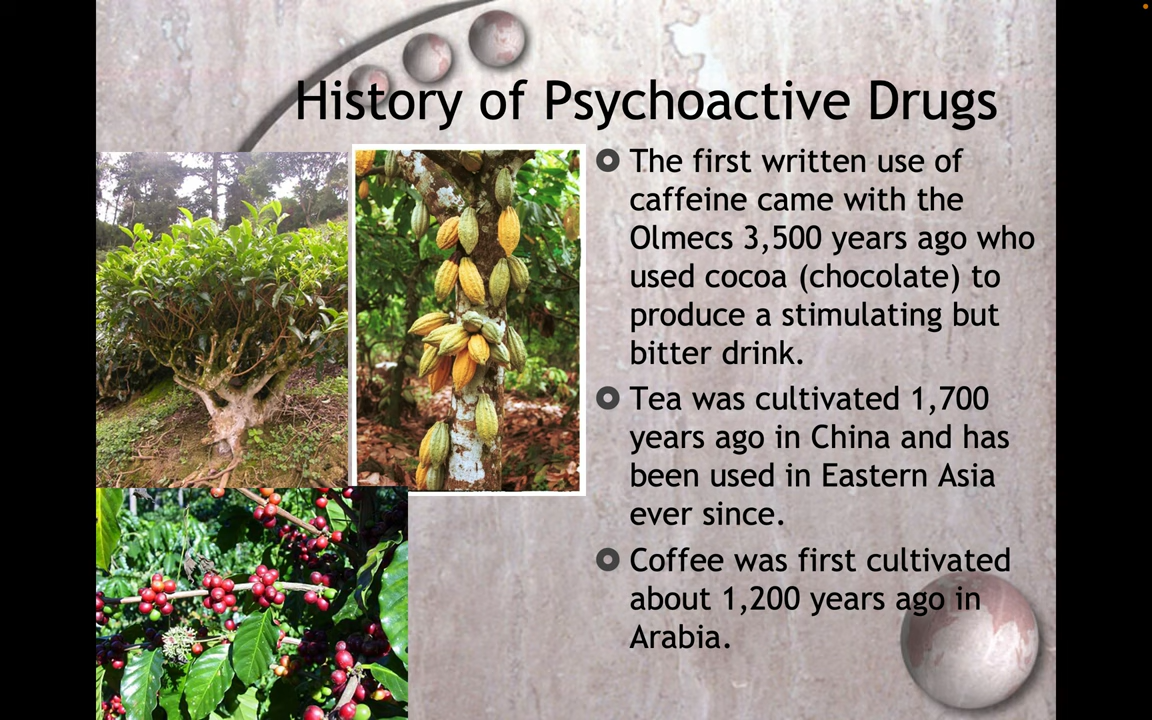 History of Psychoactive Drugs
The first written use of
caffeine came with the
Olmecs 3,500 years ago who
used cocoa (chocolate) to
produce a stimulating but
bitter drink.
Tea was cultivated 1,700
years ago in China and has
been used in Eastern Asia
ever since.
Coffee was first cultivated
about 1,200 years ago in
Arabia.